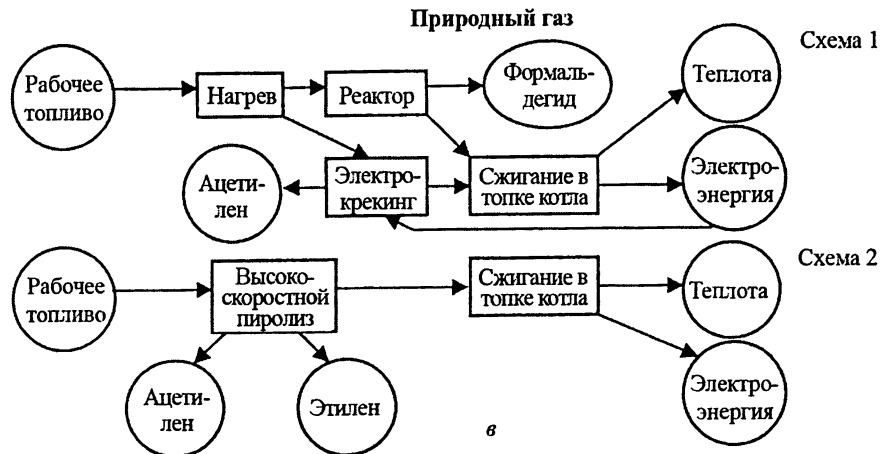 Природный газ
Схема 1
Рабочее
топливо
Нагрев
Реактор
Формаль-
дегид
Теплота
Ацети-
лен
Электро-
крекинг
Сжигание в
топке котла
Электро-
энергия
Схема 2
Рабочее
топливо
Высоко-
скоростной
пиролиз
Сжигание в
топке котла
Теплота
Ацети-
лен
Этилен
Электро-
энергия
в